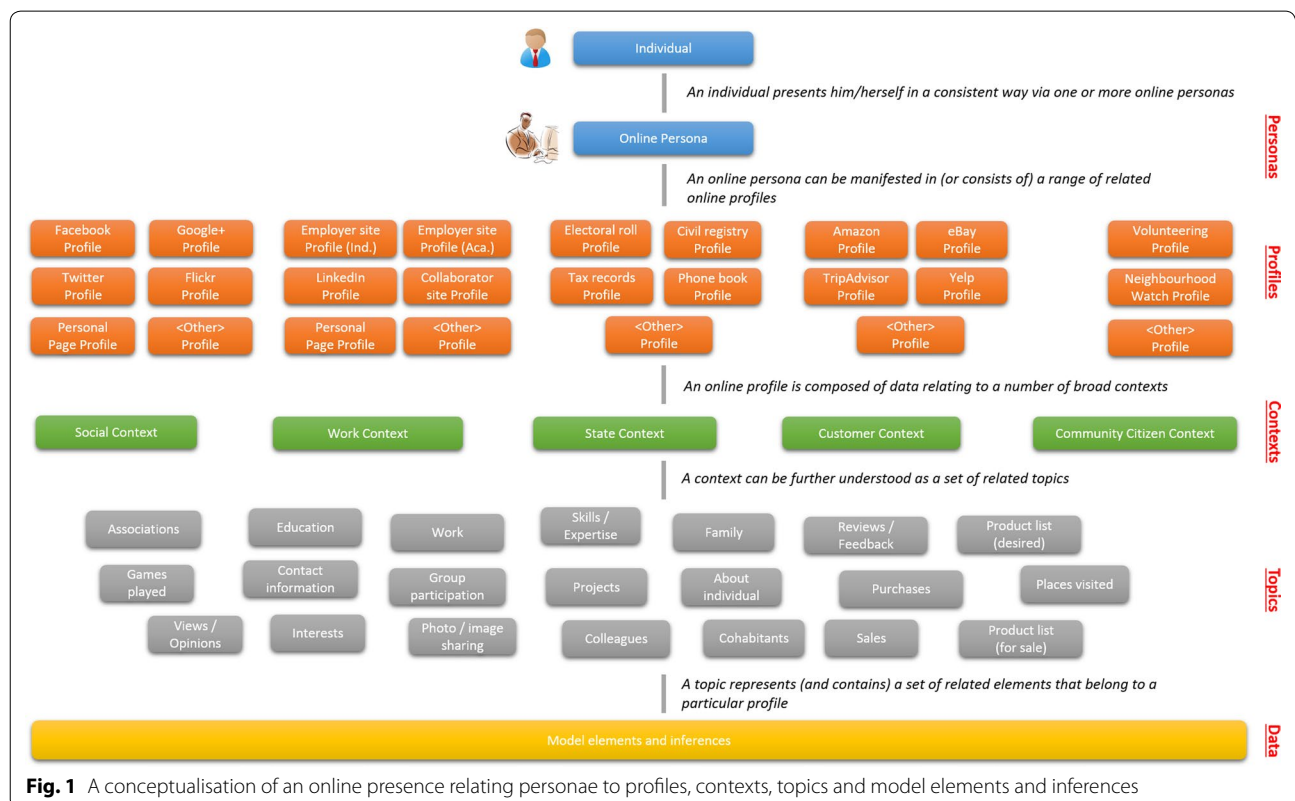 Individual
An individual presents him/herself in a consistent way via one or more online personas
Online Persona
Personas
An online persona can be manifested in (or consists of) a range of related
online profiles
Facebook
Profile
Google+
Profile
Employer site
Profile (Ind.)
Employer site
Profile (Aca.)
Electoral roll
Profile
Civil registry
Profile
Amazon
Profile
eBay
Profile
Volunteering
Profile
Twitter
Profile
Flickr
Profile
LinkedIn
Profile
Collaborator
site Profile
Tax records
Profile
Phone book
Profile
TripAdvisor
Profile
Yelp
Profile
Neighbourhood
Watch Profile
Profiles
Personal
Page Profile
<Other>
Profile
Personal
Page Profile
<Other>
Profile
<Other>
Profile
<Other>
Profile
<Other>
Profile
An online profile is composed of data relating to a number of broad contexts
Social Context
Work Context
State Context
Customer Context
Community Citizen Context
Contexts
A context can be further understood as a set of related topics
Associations
Education
Work
Skills /
Expertise
Family
Reviews /
Feedback
Product list
(desired)
Games
played
Contact
information
Group
participation
Projects
About
individual
Purchases
Places visited
Topics
Views /
Opinions
Interests
Photo / image
sharing
Colleagues
Cohabitants
Sales
Product list
(for sale)
A topic represents (and contains) a set of related elements that belong to a
particular profile
Model elements and inferences
Data
Fig. 1 A conceptualisation of an online presence relating personae to profiles, contexts, topics and model elements and inferences